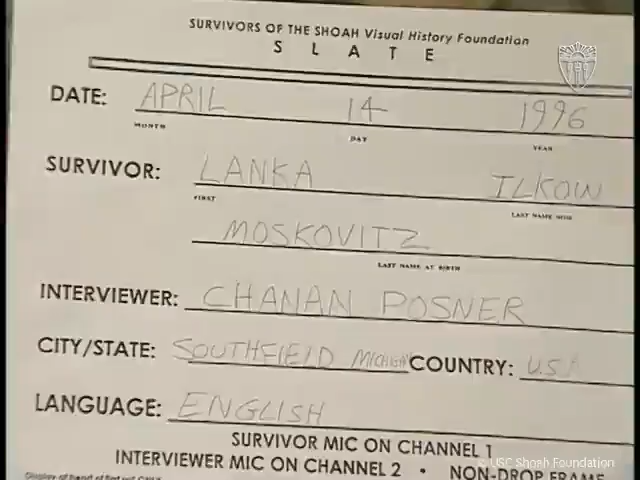 SURVIVORS OF THE SHOAH Visual History Foundation
S L A T E
DATE: APRIL 14 1996
MONTH DAY YEAR
SURVIVOR: LANKA ILKOW
FIRST LAST NAME NOW
MOSKOVITZ
LAST NAME AT BIRTH
INTERVIEWER: CHANAN POSNER
CITY/STATE: SOUTHFIELD MICHIGAN COUNTRY: USA
LANGUAGE: ENGLISH
SURVIVOR MIC ON CHANNEL 1
INTERVIEWER MIC ON CHANNEL 2 • NON-DROP FRAME
© USC Shoah Foundation